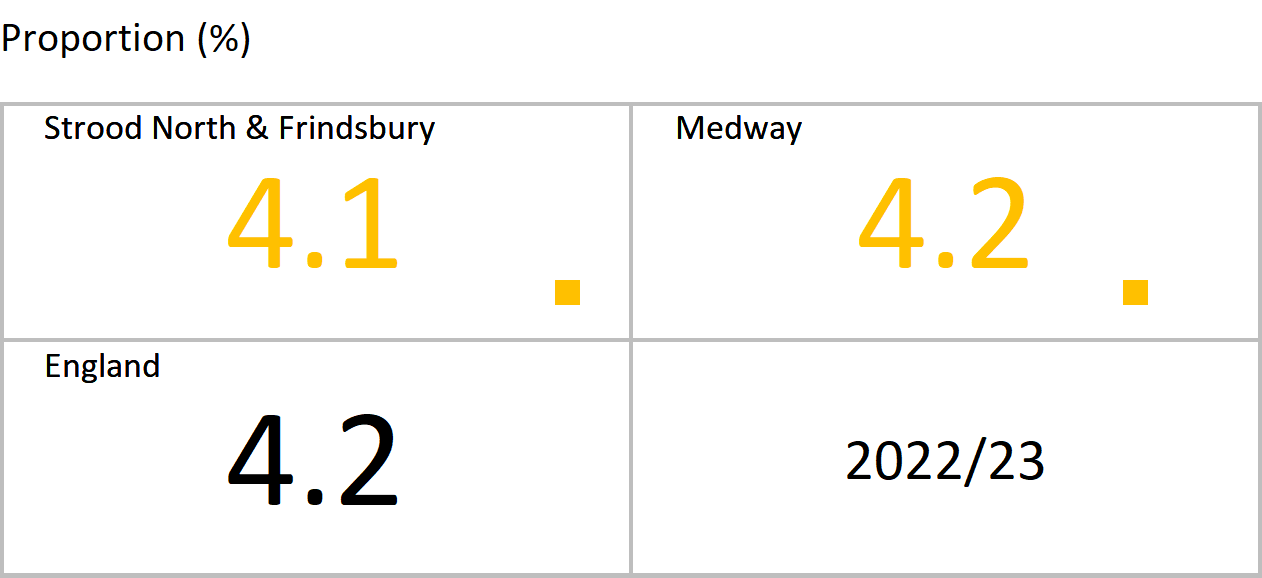 Proportion (%)
Strood North & Frindsbury
4.1
Medway
4.2
England
4.2
2022/23